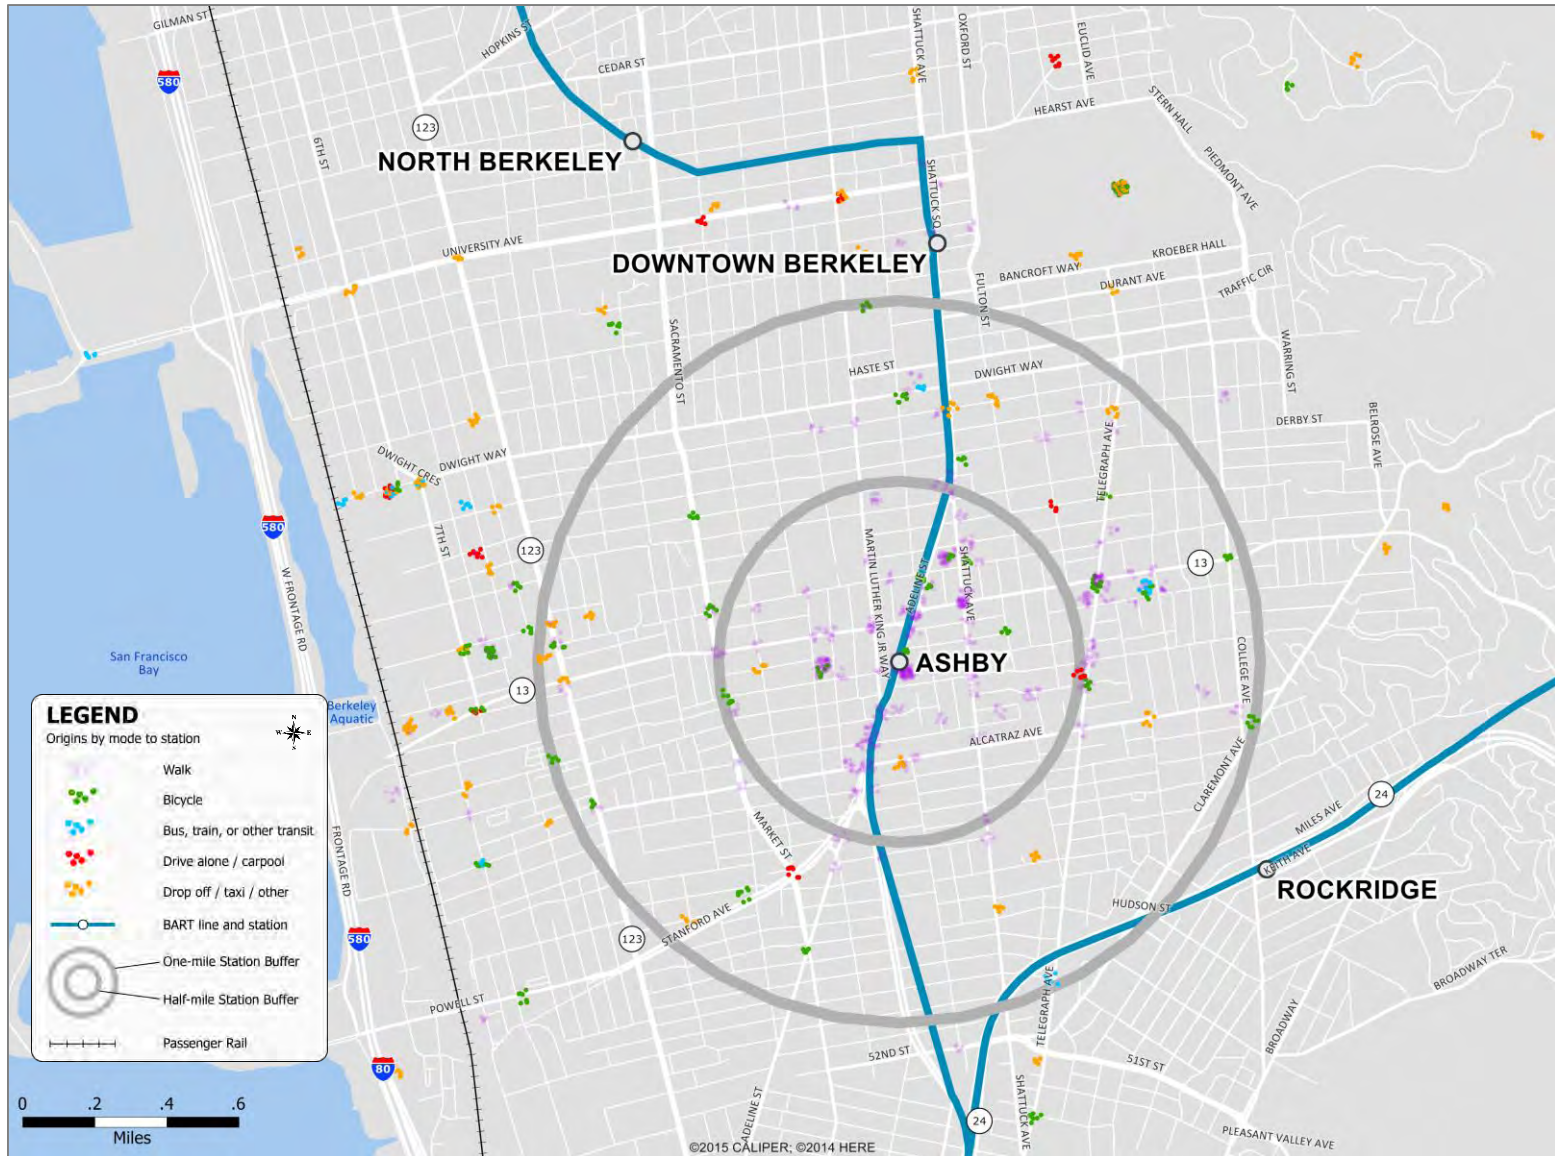 GILMAN ST
HOPKINS ST
SHATTUCK AVE
OXFORD ST
EUCLID AVE
580
CEDAR ST
HEARST AVE
STERN HALL
123
6TH ST
NORTH BERKELEY
PIEDMONT AVE
SHATTUCK SQ
UNIVERSITY AVE
DOWNTOWN BERKELEY
KROEBER HALL
BANCROFT WAY
DURANT AVE
TRAFFIC CIR
FULTON ST
SACRAMENTO ST
WARRING ST
HASTE ST
DWIGHT WAY
DERBY ST
BELROSE AVE
DWIGHT CRES
DWIGHT WAY
TELEGRAPH AVE
580
7TH ST
123
MARTIN LUTHER KING JR WAY
ADELINE ST
SHATTUCK AVE
13
W FRONTAGE RD
San Francisco
Bay
ASHBY
COLLEGE AVE
13
Berkeley
Aquatic
ALCATRAZ AVE
CLAREMONT AVE
LEGEND
Origins by mode to station
N
W
E
S
Walk
Bicycle
Bus, train, or other transit
Drive alone / carpool
Drop off / taxi / other
BART line and station
One-mile Station Buffer
Half-mile Station Buffer
Passenger Rail
FRONTAGE RD
MARKET ST
24
MILES AVE
KEITH AVE
ROCKRIDGE
HUDSON ST
STANFORD AVE
123
580
POWELL ST
TELEGRAPH AVE
BROADWAY TER
BROADWAY
52ND ST
51ST ST
80
ADELINE ST
SHATTUCK AVE
24
PLEASANT VALLEY AVE
0 .2 .4 .6
Miles
©2015 CALIPER; ©2014 HERE